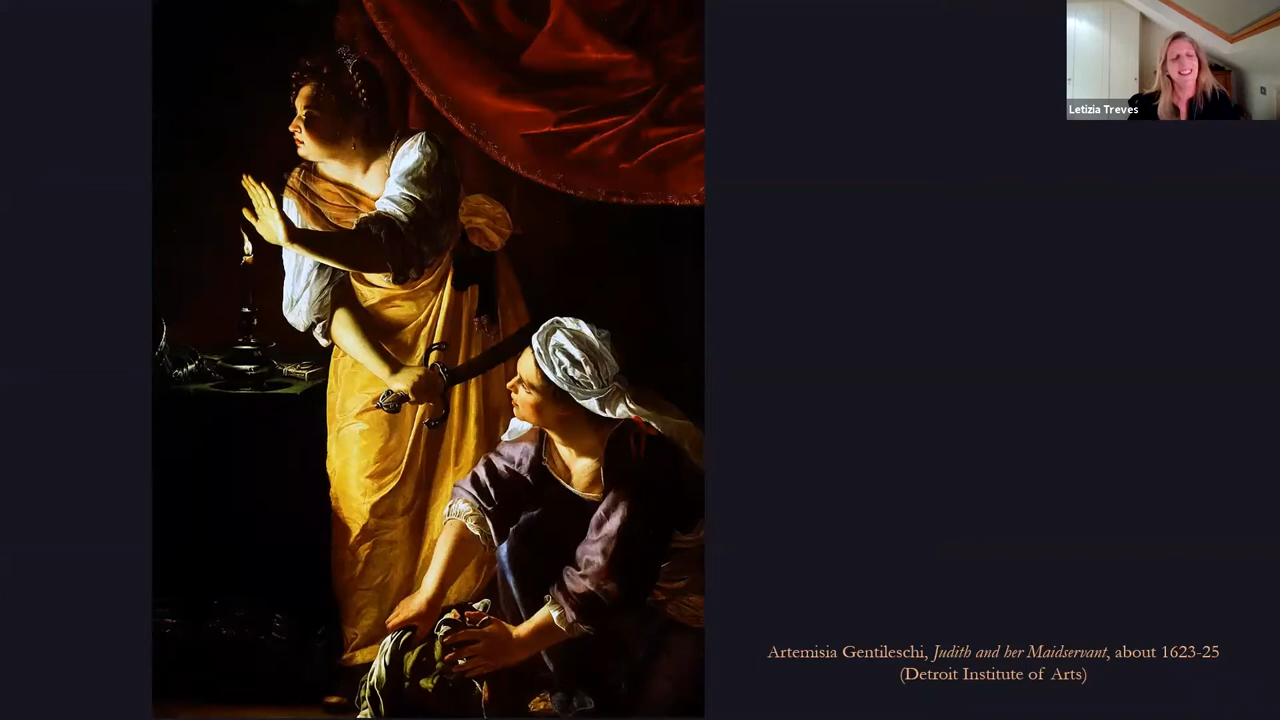 Letizia Treves
Artemisia Gentileschi, Judith and her Maidservant, about 1623-25
(Detroit Institute of Arts)